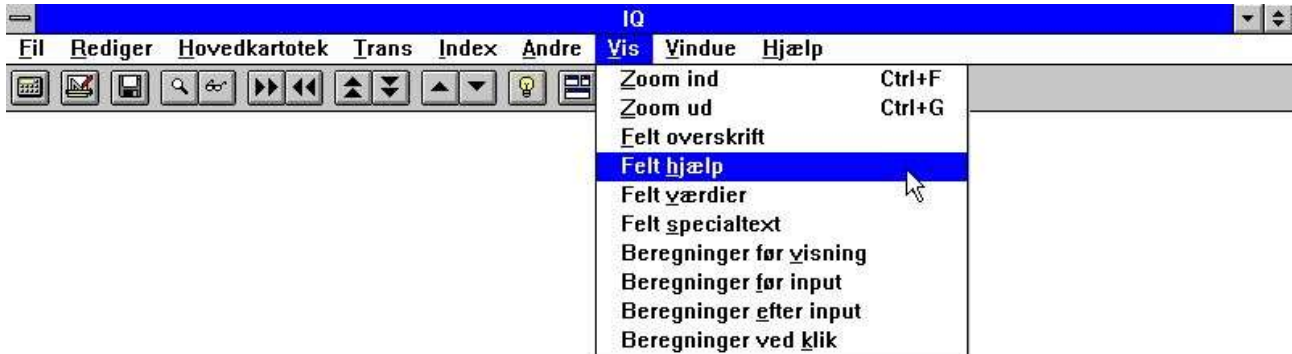 IQ
Fil Rediger Hovedkartotek Trans Index Andre Vis Vindue Hjælp
Zoom ind Ctrl+F
Zoom ud Ctrl+G
Felt overskrift
Felt hjælp
Felt værdier
Felt specialtext
Beregninger før visning
Beregninger før input
Beregninger efter input
Beregninger ved klik